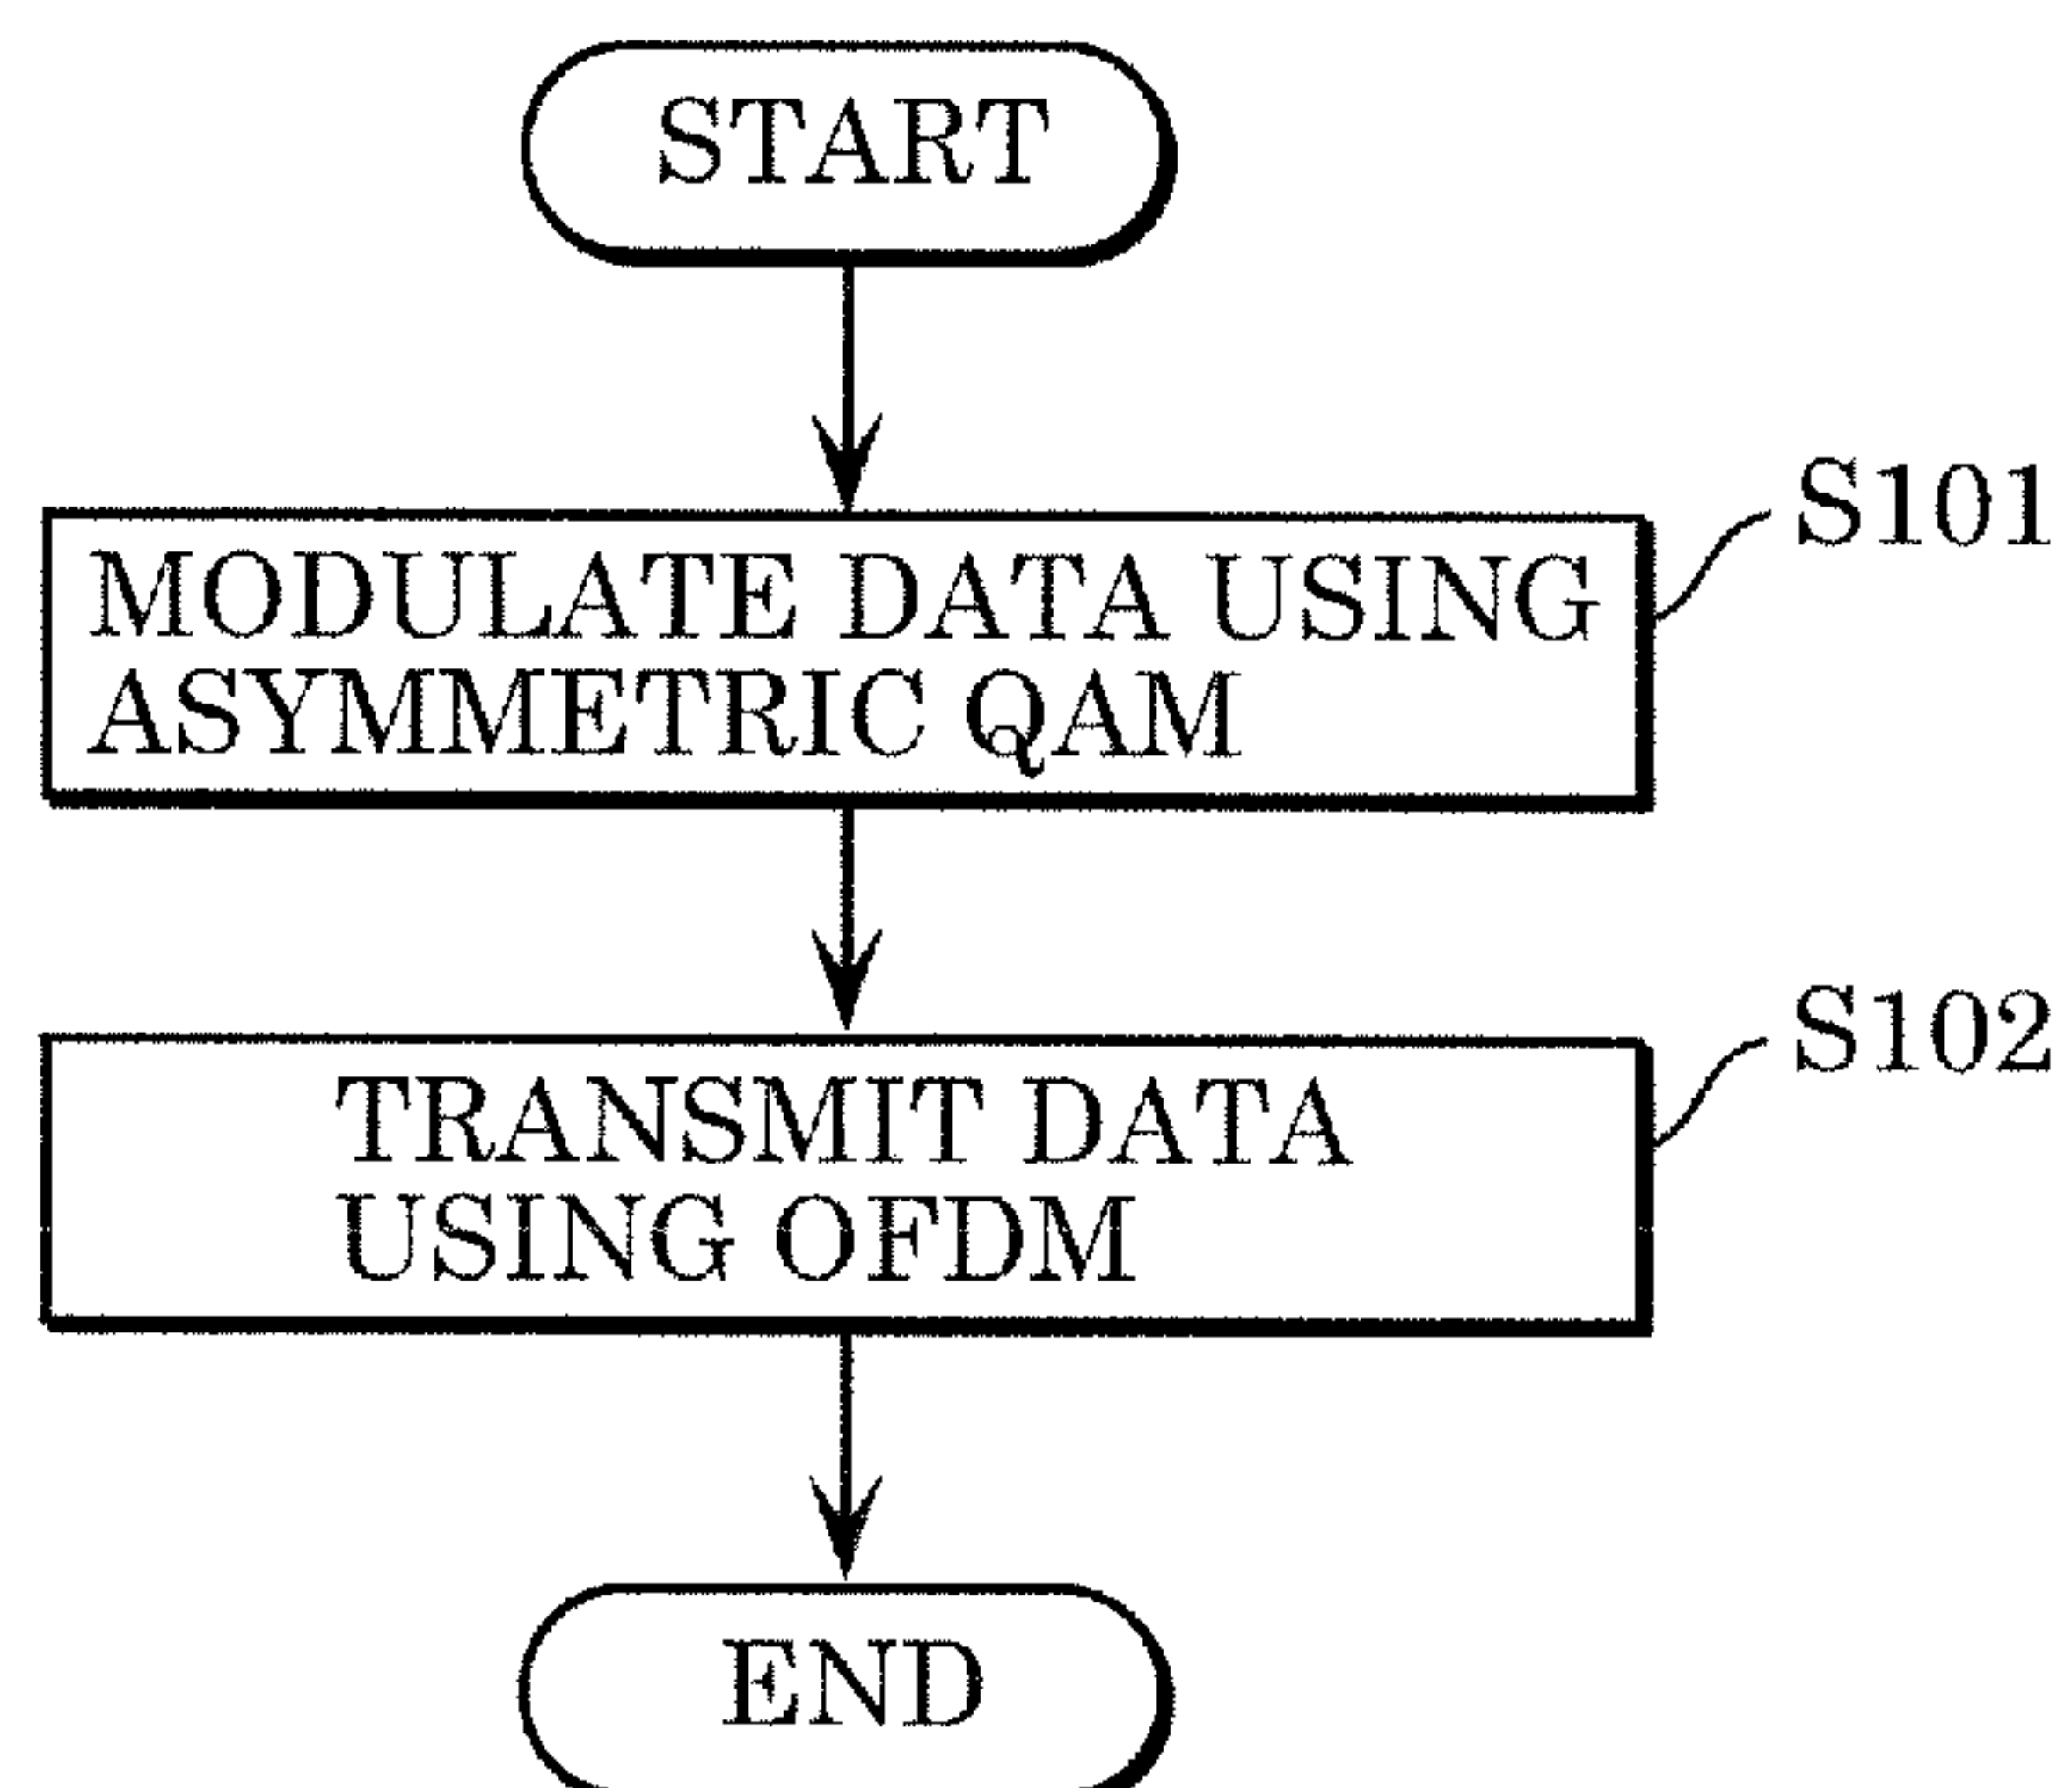 START
S101
MODULATE DATA USING
ASYMMETRIC QAM
S102
TRANSMIT DATA
USING OFDM
END